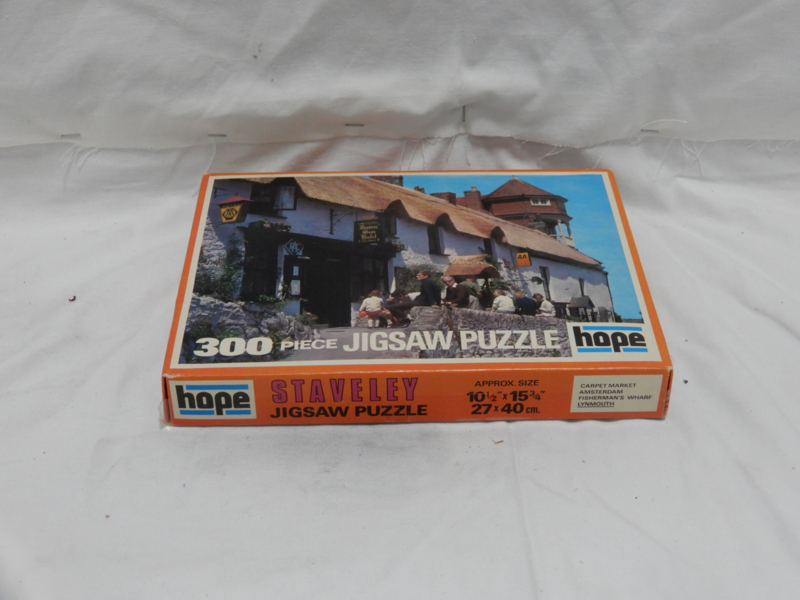 AA
300 PIECE JIGSAW PUZZLE
hope
hope
STAVELEY
JIGSAW PUZZLE
APPROX. SIZE
10½" x 15¾"
27 x 40 cm.
CARPET MARKET
AMSTERDAM
FISHERMAN'S WHARF
LYNMOUTH